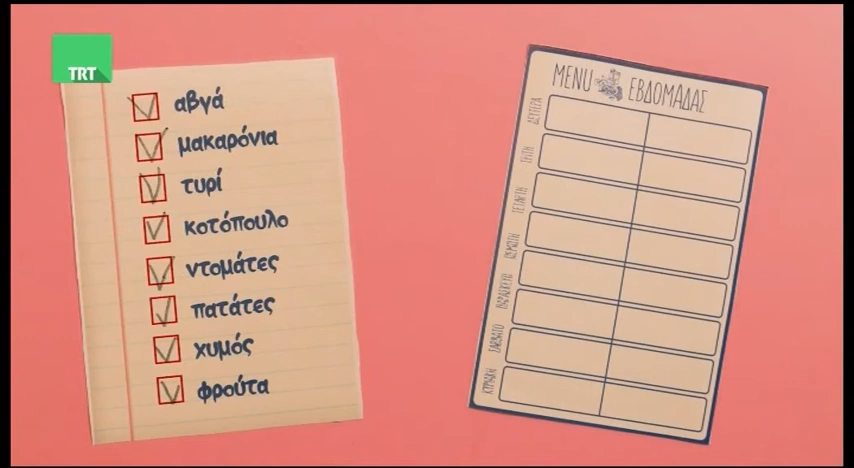 TRT
αβγά
μακαρόνια
τυρί
κοτόπουλο
ντομάτες
πατάτες
χυμός
φρούτα
MENU ΕΒΔΟΜΑΔΑΣ
ΔΕΥΤΕΡΑ
ΤΡΙΤΗ
ΤΕΤΑΡΤΗ
ΠΕΜΠΤΗ
ΠΑΡΑΣΚΕΥΗ
ΣΑΒΒΑΤΟ
ΚΥΡΙΑΚΗ